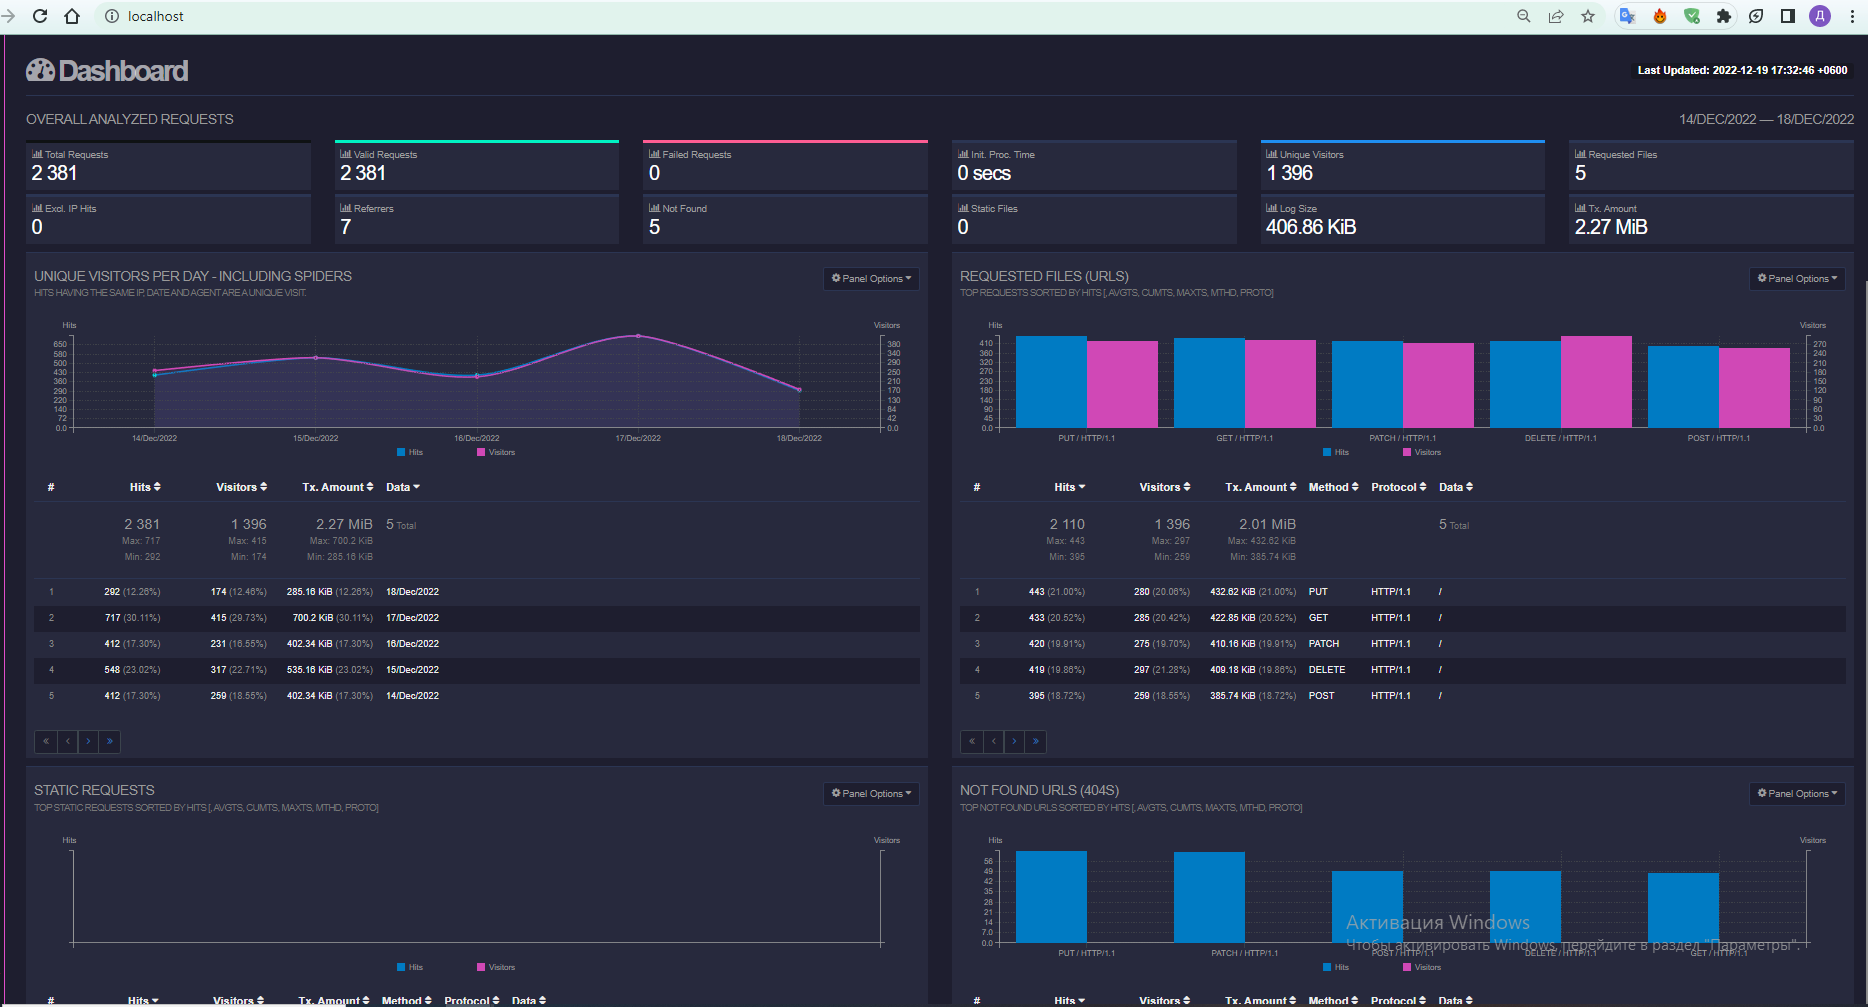 localhost
Д
Dashboard
Last Updated: 2022-12-19 17:32:46 +0600
OVERALL ANALYZED REQUESTS
14/DEC/2022 — 18/DEC/2022
Total Requests
2 381
Valid Requests
2 381
Failed Requests
0
Init. Proc. Time
0 secs
Unique Visitors
1 396
Requested Files
5
Excl. IP Hits
0
Referrers
7
Not Found
5
Static Files
0
Log Size
406.86 KiB
Tx. Amount
2.27 MiB
UNIQUE VISITORS PER DAY - INCLUDING SPIDERS
HITS HAVING THE SAME IP, DATE AND AGENT ARE A UNIQUE VISIT.
Panel Options
Hits
Visitors
650
580
500
430
360
290
220
140
72
0.0
380
340
290
250
210
170
130
84
42
0.0
14/Dec/2022 15/Dec/2022 16/Dec/2022 17/Dec/2022 18/Dec/2022
Hits Visitors
# Hits Visitors Tx. Amount Data
2 381 1 396 2.27 MiB 5 Total
Max: 717 Max: 415 Max: 700.2 KiB
Min: 292 Min: 174 Min: 285.16 KiB
1 292 (12.26%) 174 (12.46%) 285.16 KiB (12.26%) 18/Dec/2022
2 717 (30.11%) 415 (29.73%) 700.2 KiB (30.11%) 17/Dec/2022
3 412 (17.30%) 231 (16.55%) 402.34 KiB (17.30%) 16/Dec/2022
4 548 (23.02%) 317 (22.71%) 535.16 KiB (23.02%) 15/Dec/2022
5 412 (17.30%) 259 (18.55%) 402.34 KiB (17.30%) 14/Dec/2022
« ‹ › »
REQUESTED FILES (URLS)
TOP REQUESTS SORTED BY HITS [, AVGTS, CUMTS, MAXTS, MTHD, PROTO]
Panel Options
Hits
Visitors
410
360
320
270
230
180
140
90
45
0.0
270
240
210
180
150
120
90
60
30
0.0
PUT / HTTP/1.1 GET / HTTP/1.1 PATCH / HTTP/1.1 DELETE / HTTP/1.1 POST / HTTP/1.1
Hits Visitors
# Hits Visitors Tx. Amount Method Protocol Data
2 110 1 396 2.01 MiB 5 Total
Max: 443 Max: 297 Max: 432.62 KiB
Min: 395 Min: 259 Min: 385.74 KiB
1 443 (21.00%) 280 (20.06%) 432.62 KiB (21.00%) PUT HTTP/1.1 /
2 433 (20.52%) 285 (20.42%) 422.85 KiB (20.52%) GET HTTP/1.1 /
3 420 (19.91%) 275 (19.70%) 410.16 KiB (19.91%) PATCH HTTP/1.1 /
4 419 (19.86%) 297 (21.28%) 409.18 KiB (19.86%) DELETE HTTP/1.1 /
5 395 (18.72%) 259 (18.55%) 385.74 KiB (18.72%) POST HTTP/1.1 /
« ‹ › »
STATIC REQUESTS
TOP STATIC REQUESTS SORTED BY HITS [, AVGTS, CUMTS, MAXTS, MTHD, PROTO]
Panel Options
Hits
Visitors
Hits Visitors
# Hits Visitors Tx. Amount Method Protocol Data
NOT FOUND URLS (404S)
TOP NOT FOUND URLS SORTED BY HITS [, AVGTS, CUMTS, MAXTS, MTHD, PROTO]
Panel Options
Hits
Visitors
56
49
42
35
28
21
14
7.0
0.0
Активация Windows
Чтобы активировать Windows, перейдите в раздел "Параметры".
PUT / HTTP/1.1 PATCH / HTTP/1.1 POST / HTTP/1.1 DELETE / HTTP/1.1 GET / HTTP/1.1
Hits Visitors
# Hits Visitors Tx. Amount Method Protocol Data